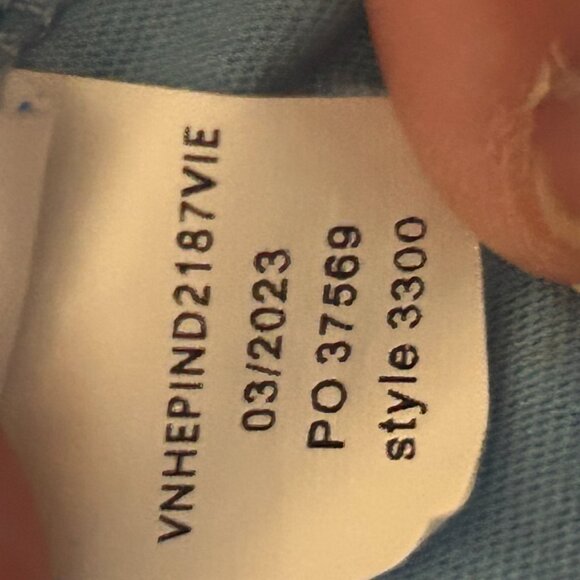 VNHEPIND2187VIE
03/2023
PO 37569
style 3300